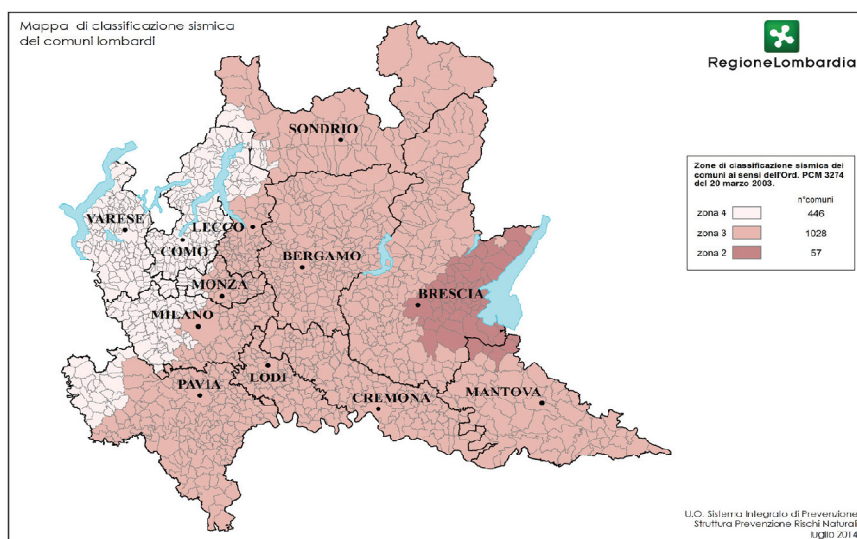 Mappa di classificazione sismica
dei comuni lombardi
RegioneLombardia
SONDRIO
VARESE
LECCO
COMO
BERGAMO
MONZA
BRESCIA
MILANO
PAVIA
LODI
CREMONA
MANTOVA
Zone di classificazione sismica dei
comuni ai sensi dell'Ord. PCM 3274
del 20 marzo 2003.
n°comuni
zona 4 446
zona 3 1028
zona 2 57
U.O. Sistema Integrato di Prevenzione
Struttura Prevenzione Rischi Naturali
luglio 2014